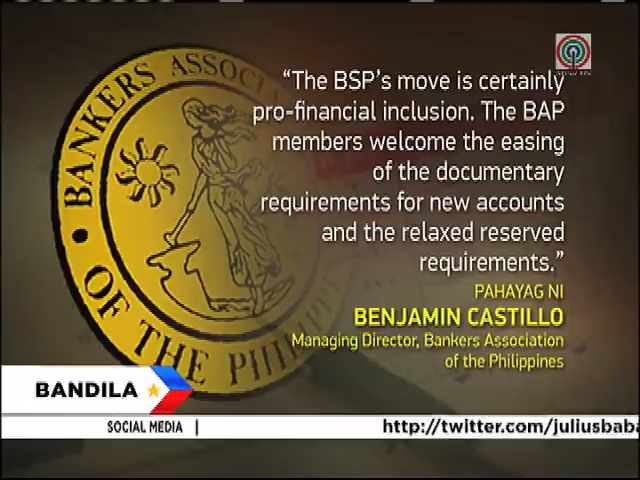 BANKERS ASSOCIA
OF THE PHILIPPINE
“The BSP’s move is certainly
pro-financial inclusion. The BAP
members welcome the easing
of the documentary
requirements for new accounts
and the relaxed reserved
requirements.”
PAHAYAG NI
BENJAMIN CASTILLO
Managing Director, Bankers Association
of the Philippines
BANDILA
SOCIAL MEDIA |
http://twitter.com/juliusbaba